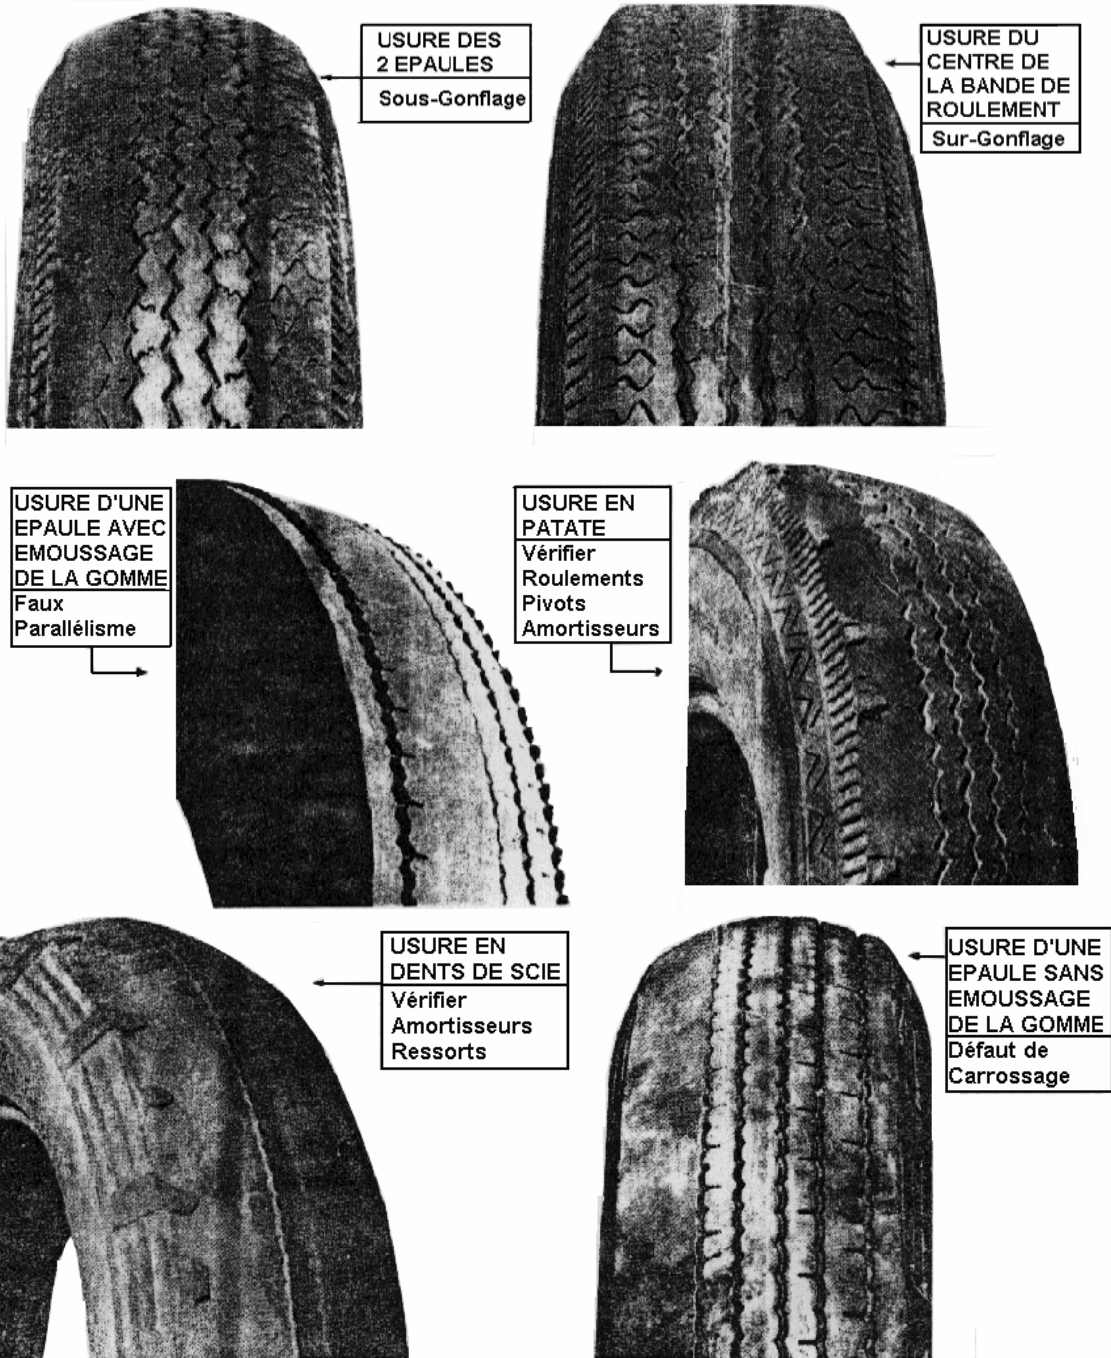 USURE DES
2 EPAULES
Sous-Gonflage
USURE DU
CENTRE DE
LA BANDE DE
ROULEMENT
Sur-Gonflage
USURE D'UNE
EPAULE AVEC
EMOUSSAGE
DE LA GOMME
Faux
Parallélisme
USURE EN
PATATE
Vérifier
Roulements
Pivots
Amortisseurs
USURE EN
DENTS DE SCIE
Vérifier
Amortisseurs
Ressorts
USURE D'UNE
EPAULE SANS
EMOUSSAGE
DE LA GOMME
Défaut de
Carrossage